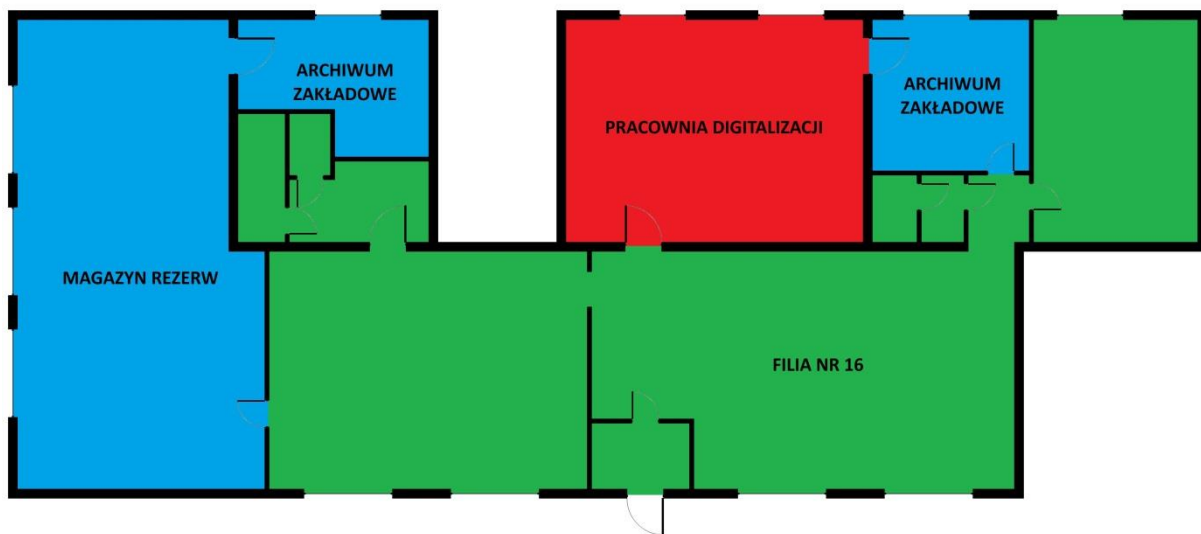 ARCHIWUM
ZAKŁADOWE
PRACOWNIA DIGITALIZACJI
ARCHIWUM
ZAKŁADOWE
MAGAZYN REZERW
FILIA NR 16